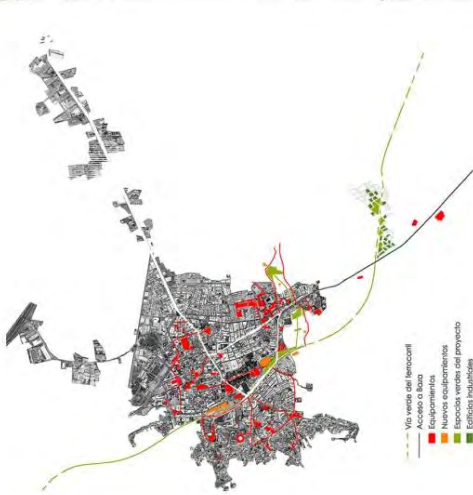 Vía verde del ferrocarril
Acceso a Baza
Equipamientos
Nuevos equipamientos
Espacios verdes del proyecto
Edificios industriales